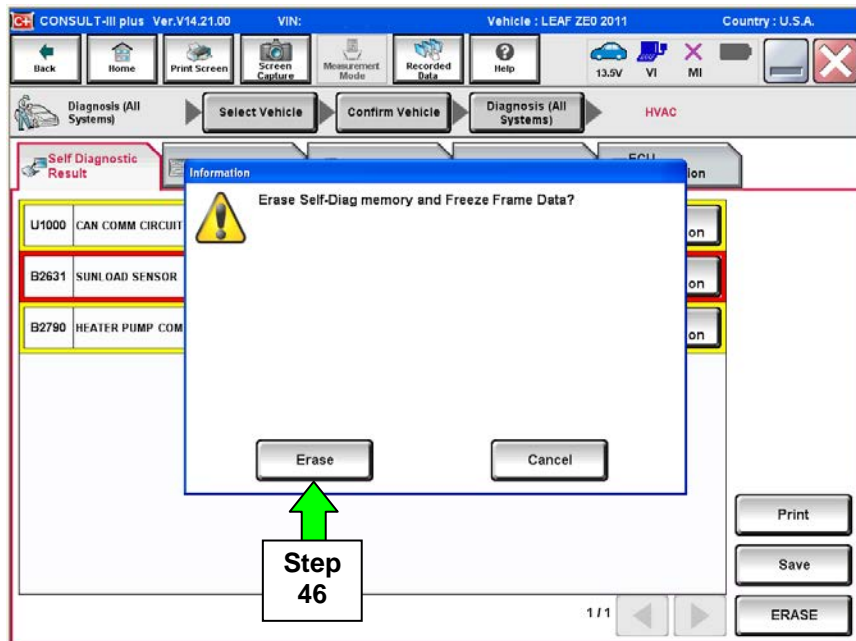 CONSULT-III plus Ver.V14.21.00 VIN: Vehicle : LEAF ZE0 2011 Country : U.S.A.
Back
Home
Print Screen
Screen Capture
Measurement Mode
Recorded Data
Help
13.5V
VI
MI
Diagnosis (All Systems)
Select Vehicle
Confirm Vehicle
Diagnosis (All Systems)
HVAC
Self Diagnostic
Result
Information
Erase Self-Diag memory and Freeze Frame Data?
U1000 CAN COMM CIRCUIT
B2631 SUNLOAD SENSOR
B2790 HEATER PUMP COM
Erase
Cancel
Step
46
Print
Save
1/1
ERASE